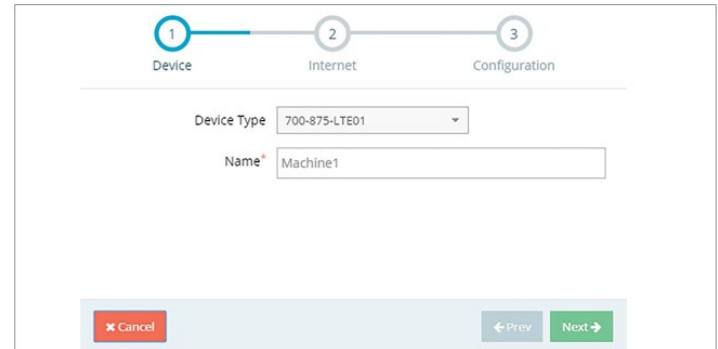 1 2 3
Device Internet Configuration
Device Type 700-875-LTE01
Name* Machine1
✖ Cancel ←Prev Next→